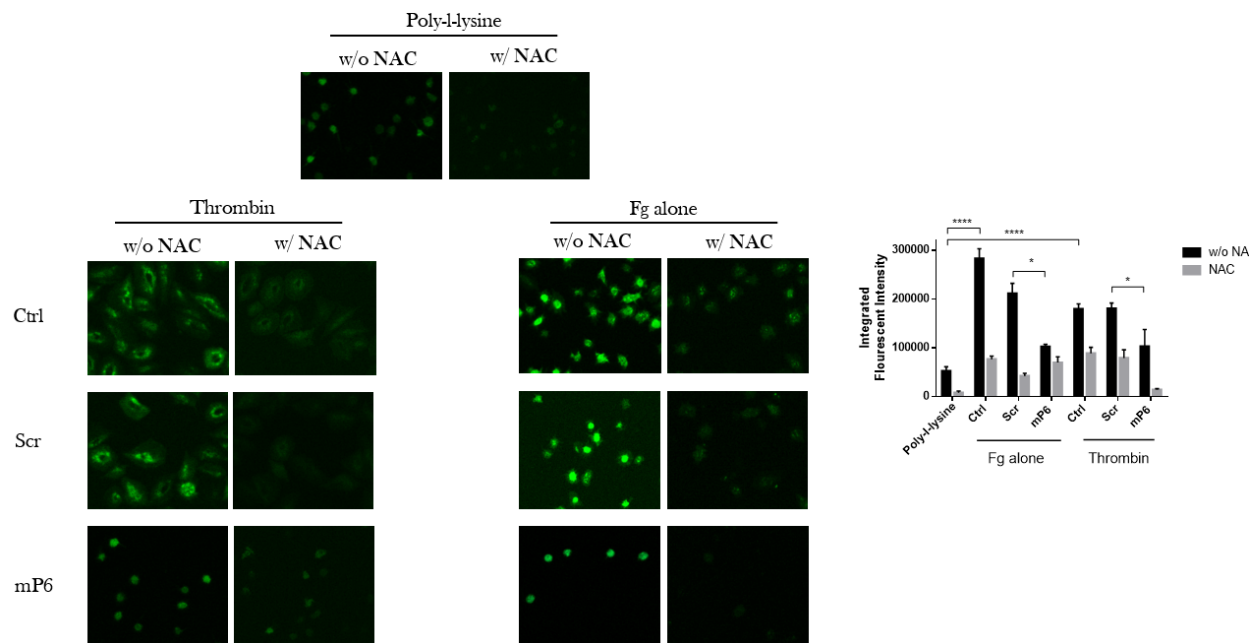 Poly-l-lysine
w/o NAC w/ NAC
Thrombin
w/o NAC w/ NAC
Fg alone
w/o NAC w/ NAC
Ctrl
Scr
mP6
Integrated
Flourescent Intensity
300000
200000
100000
0
****
****
*
*
w/o NA
NAC
Poly-l-lysine
Ctrl
Scr
mP6
Ctrl
Scr
mP6
Fg alone
Thrombin